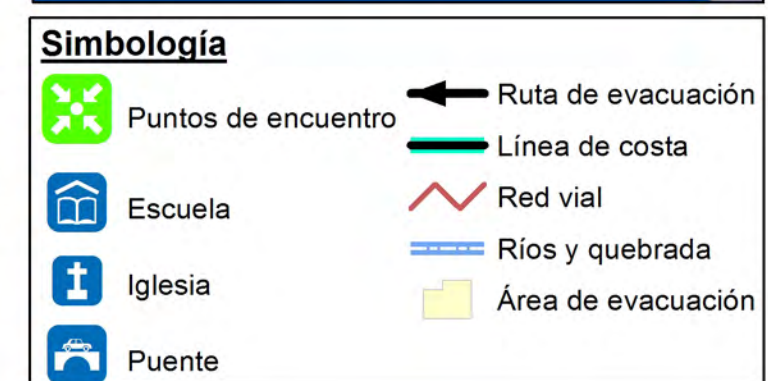 Simbología
Puntos de encuentro
Escuela
Iglesia
Puente
Ruta de evacuación
Línea de costa
Red vial
Ríos y quebrada
Área de evacuación